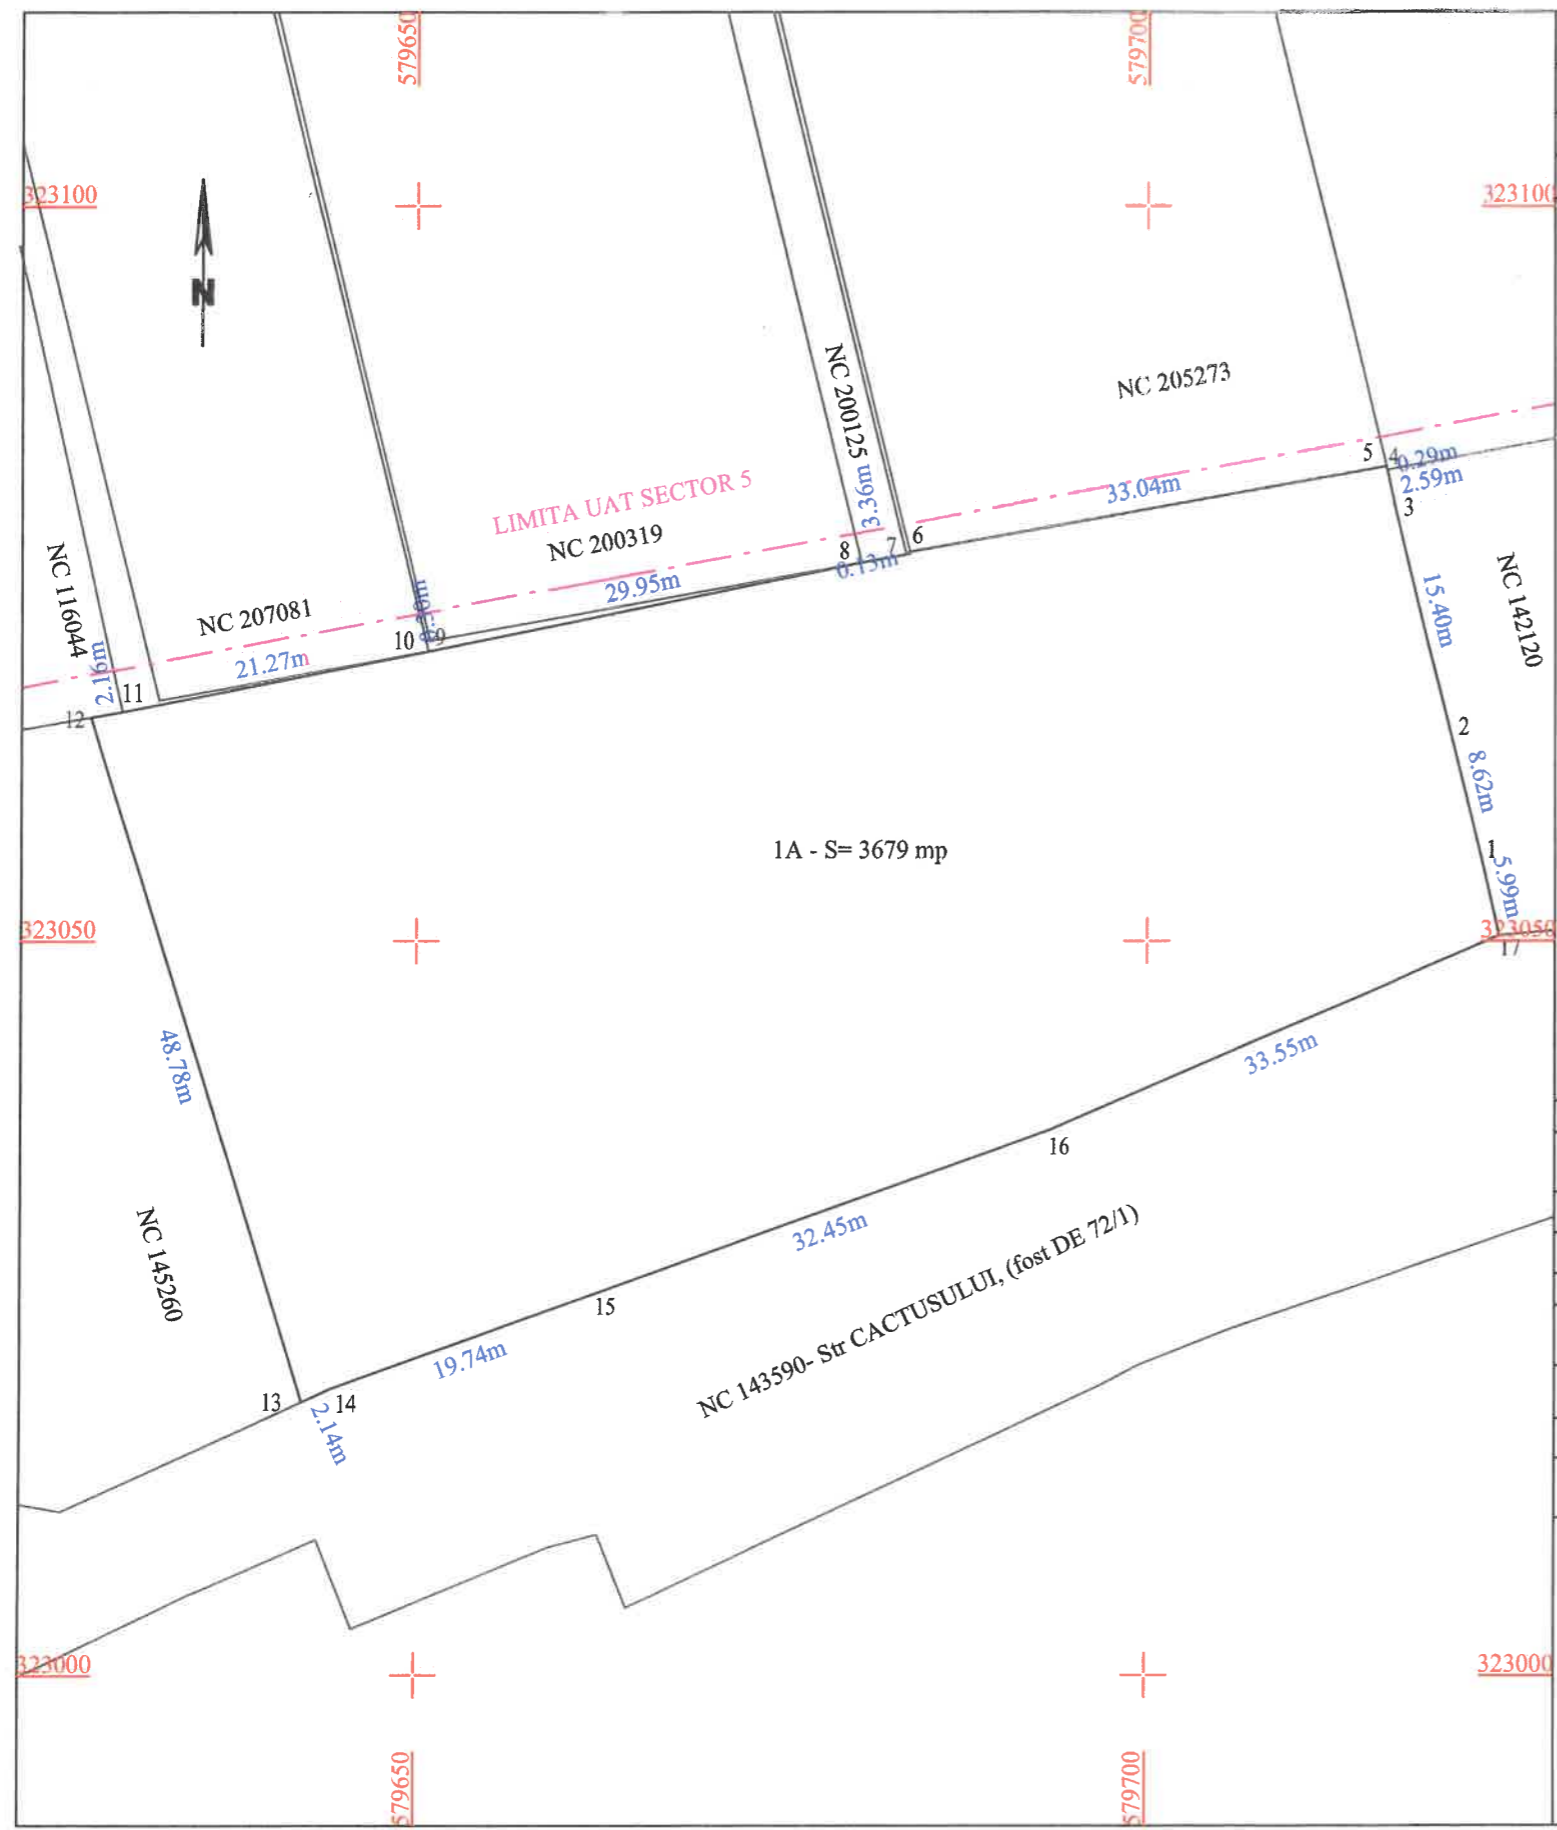 579650
579700
323100
323100
N
NC 205273
NC 200125
3.36m
5
4
0.29m
2.59m
33.04m
3
LIMITA UAT SECTOR 5
NC 200319
8
7
6
0.13m
29.95m
NC 116044
NC 207081
10
9
21.27m
2.16m
11
12
15.40m
NC 142120
2
8.62m
1A - S= 3679 mp
1
5.99m
323050
323050
17
48.78m
33.55m
16
32.45m
NC 145260
15
19.74m
NC 143590- Str CACTUSULUI, (fost DE 72/1)
13
14
2.14m
323000
323000
579650
579700